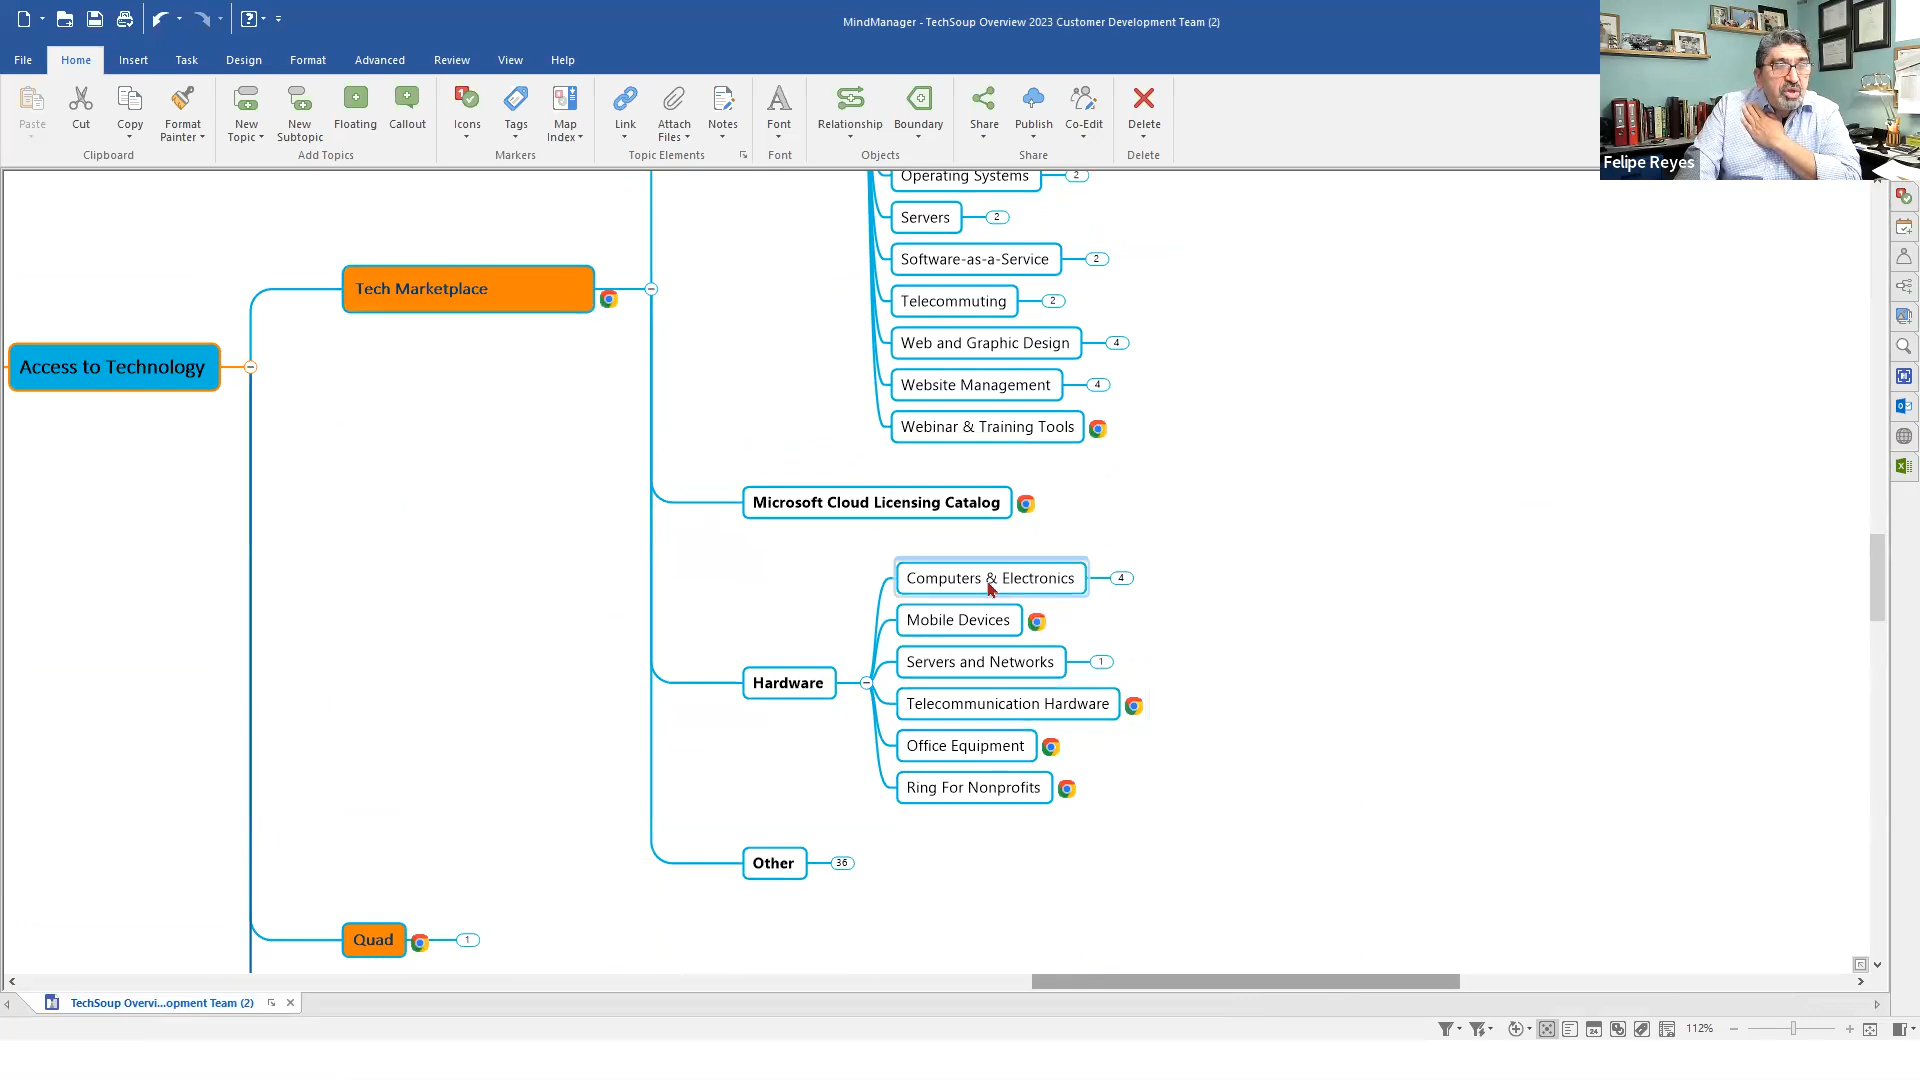 MindManager - TechSoup Overview 2023 Customer Development Team (2)
File
Home
Insert
Task
Design
Format
Advanced
Review
View
Help
Paste
Cut
Copy
Format Painter
New Topic
New Subtopic
Floating
Callout
Icons
Tags
Map Index
Link
Attach Files
Notes
Font
Relationship
Boundary
Share
Publish
Co-Edit
Delete
Clipboard
Add Topics
Markers
Topic Elements
Font
Objects
Share
Delete
Felipe Reyes
Operating Systems 2
Servers 2
Software-as-a-Service 2
Telecommuting 2
Web and Graphic Design 4
Website Management 4
Webinar & Training Tools
Tech Marketplace
Access to Technology
Microsoft Cloud Licensing Catalog
Computers & Electronics 4
Mobile Devices
Servers and Networks 1
Hardware
Telecommunication Hardware
Office Equipment
Ring For Nonprofits
Other 36
Quad 1
TechSoup Overvi...opment Team (2)
24
112%